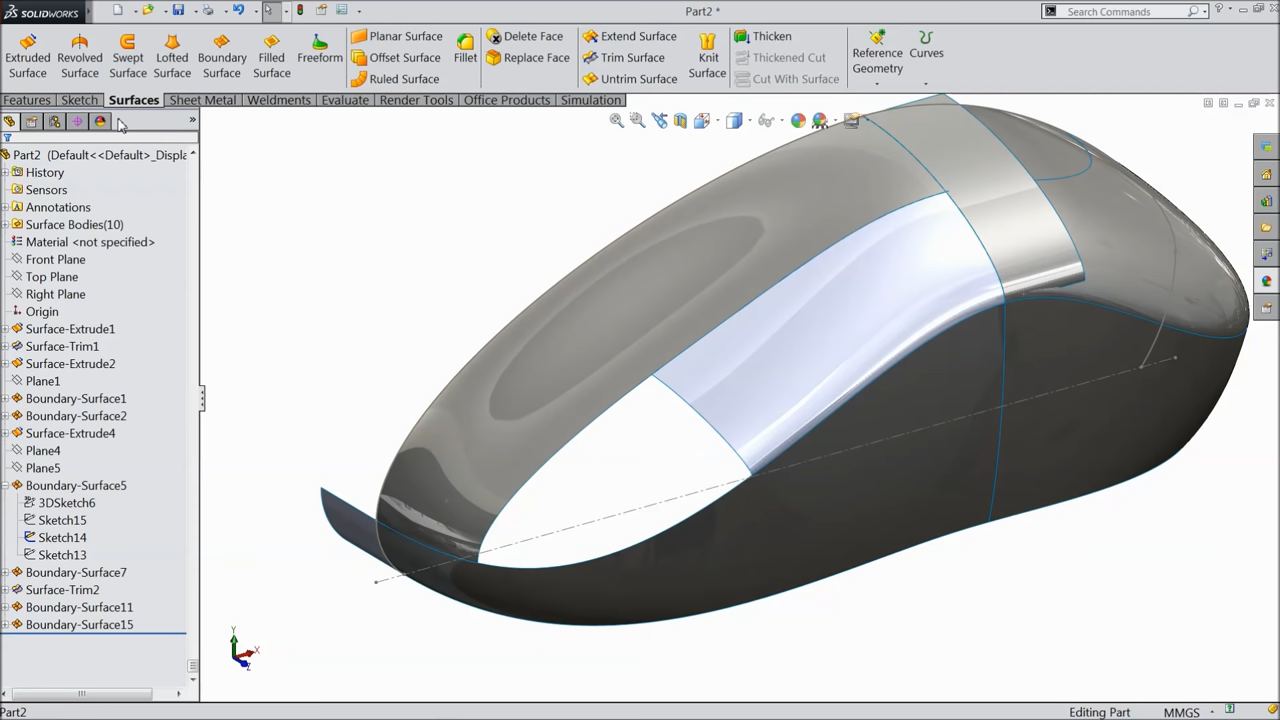 SOLIDWORKS
Part2 *
Search Commands
Extruded Surface
Revolved Surface
Swept Surface
Lofted Surface
Boundary Surface
Filled Surface
Freeform
Planar Surface
Offset Surface
Ruled Surface
Fillet
Delete Face
Replace Face
Extend Surface
Trim Surface
Untrim Surface
Knit Surface
Thicken
Thickened Cut
Cut With Surface
Reference Geometry
Curves
Features
Sketch
Surfaces
Sheet Metal
Weldments
Evaluate
Render Tools
Office Products
Simulation
Part2 (Default<<Default>_Displa
History
Sensors
Annotations
Surface Bodies(10)
Material <not specified>
Front Plane
Top Plane
Right Plane
Origin
Surface-Extrude1
Surface-Trim1
Surface-Extrude2
Plane1
Boundary-Surface1
Boundary-Surface2
Surface-Extrude4
Plane4
Plane5
Boundary-Surface5
3DSketch6
Sketch15
Sketch14
Sketch13
Boundary-Surface7
Surface-Trim2
Boundary-Surface11
Boundary-Surface15
Y
X
Z
Part2
Editing Part
MMGS